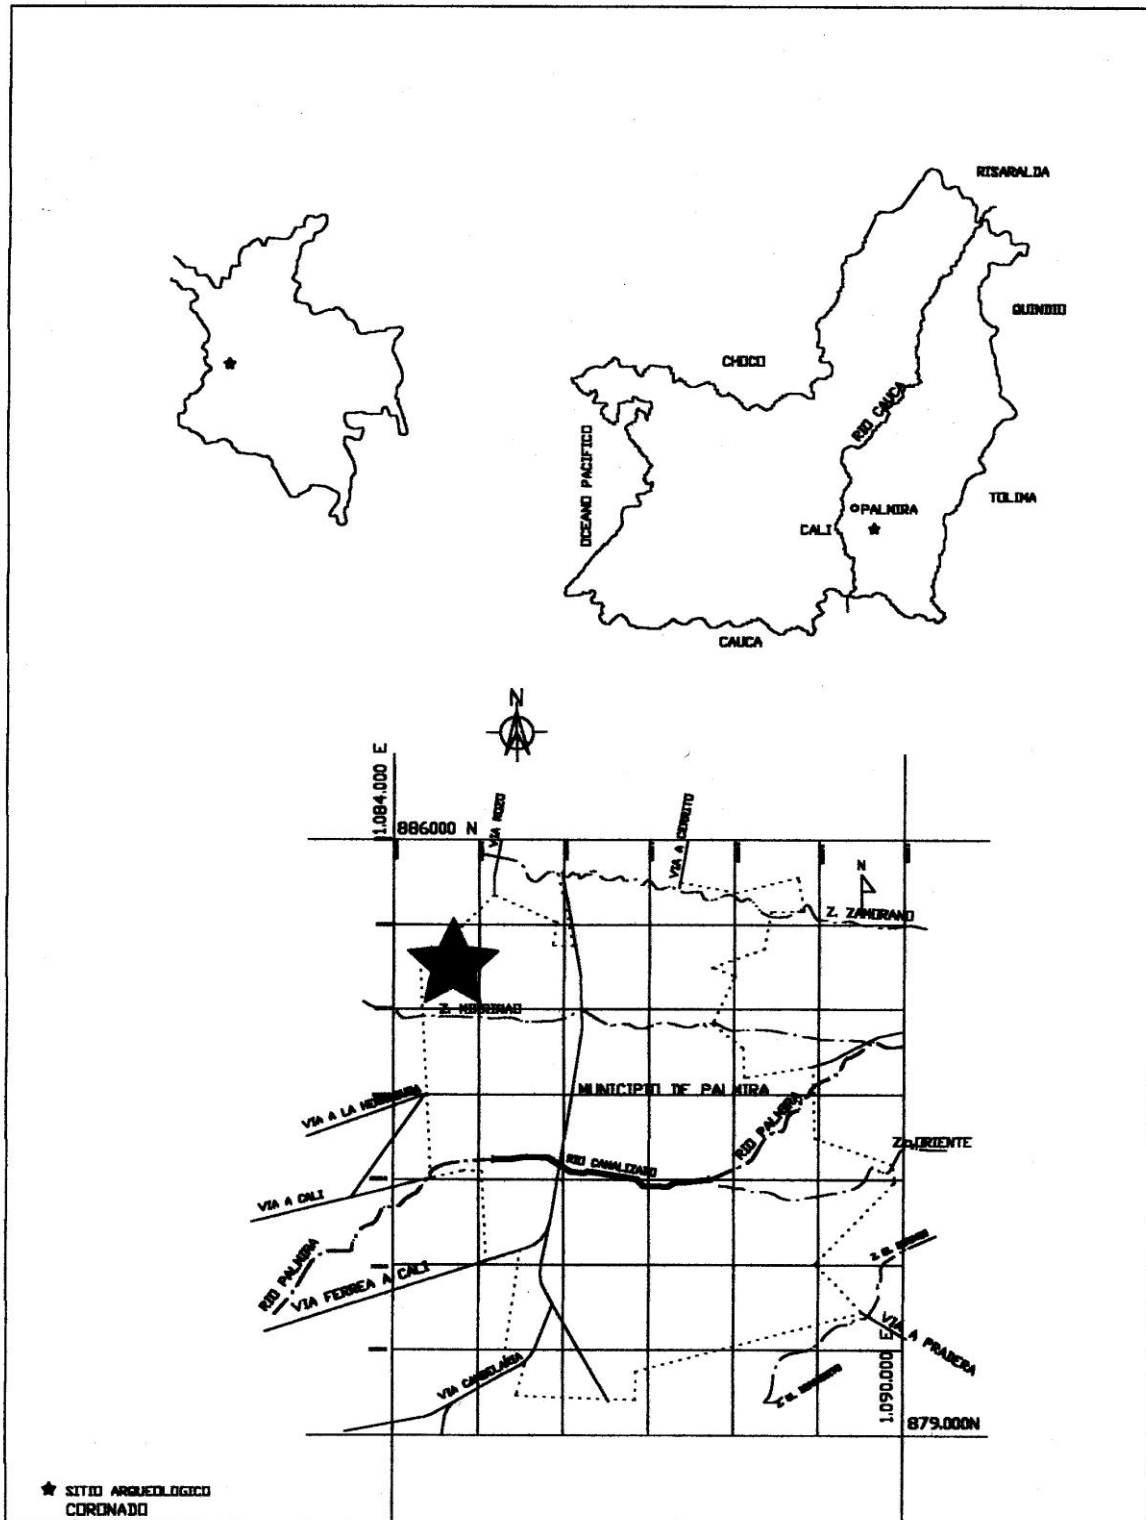 RISARALDA
QUINDIO
CHOCO
RIO CAUCA
OCEANO PACIFICO
TOLIMA
PALMIRA
CALI
CAUCA
N
1.084.000 E
886000 N
VIA ROZO
VIA A CERRITO
N
Z. ZAMORANO
MUNICIPIO DE PALMIRA
VIA A LA
RIO PALMIRA
Z. ORIENTE
RIO CANALIZADO
VIA A CALI
RIO PALMIRA
VIA FERREA A CALI
VIA A PRADERA
VIA CANDELARIA
1.090.000 E
879.000N
SITIO ARQUEOLOGICO
CORONADO